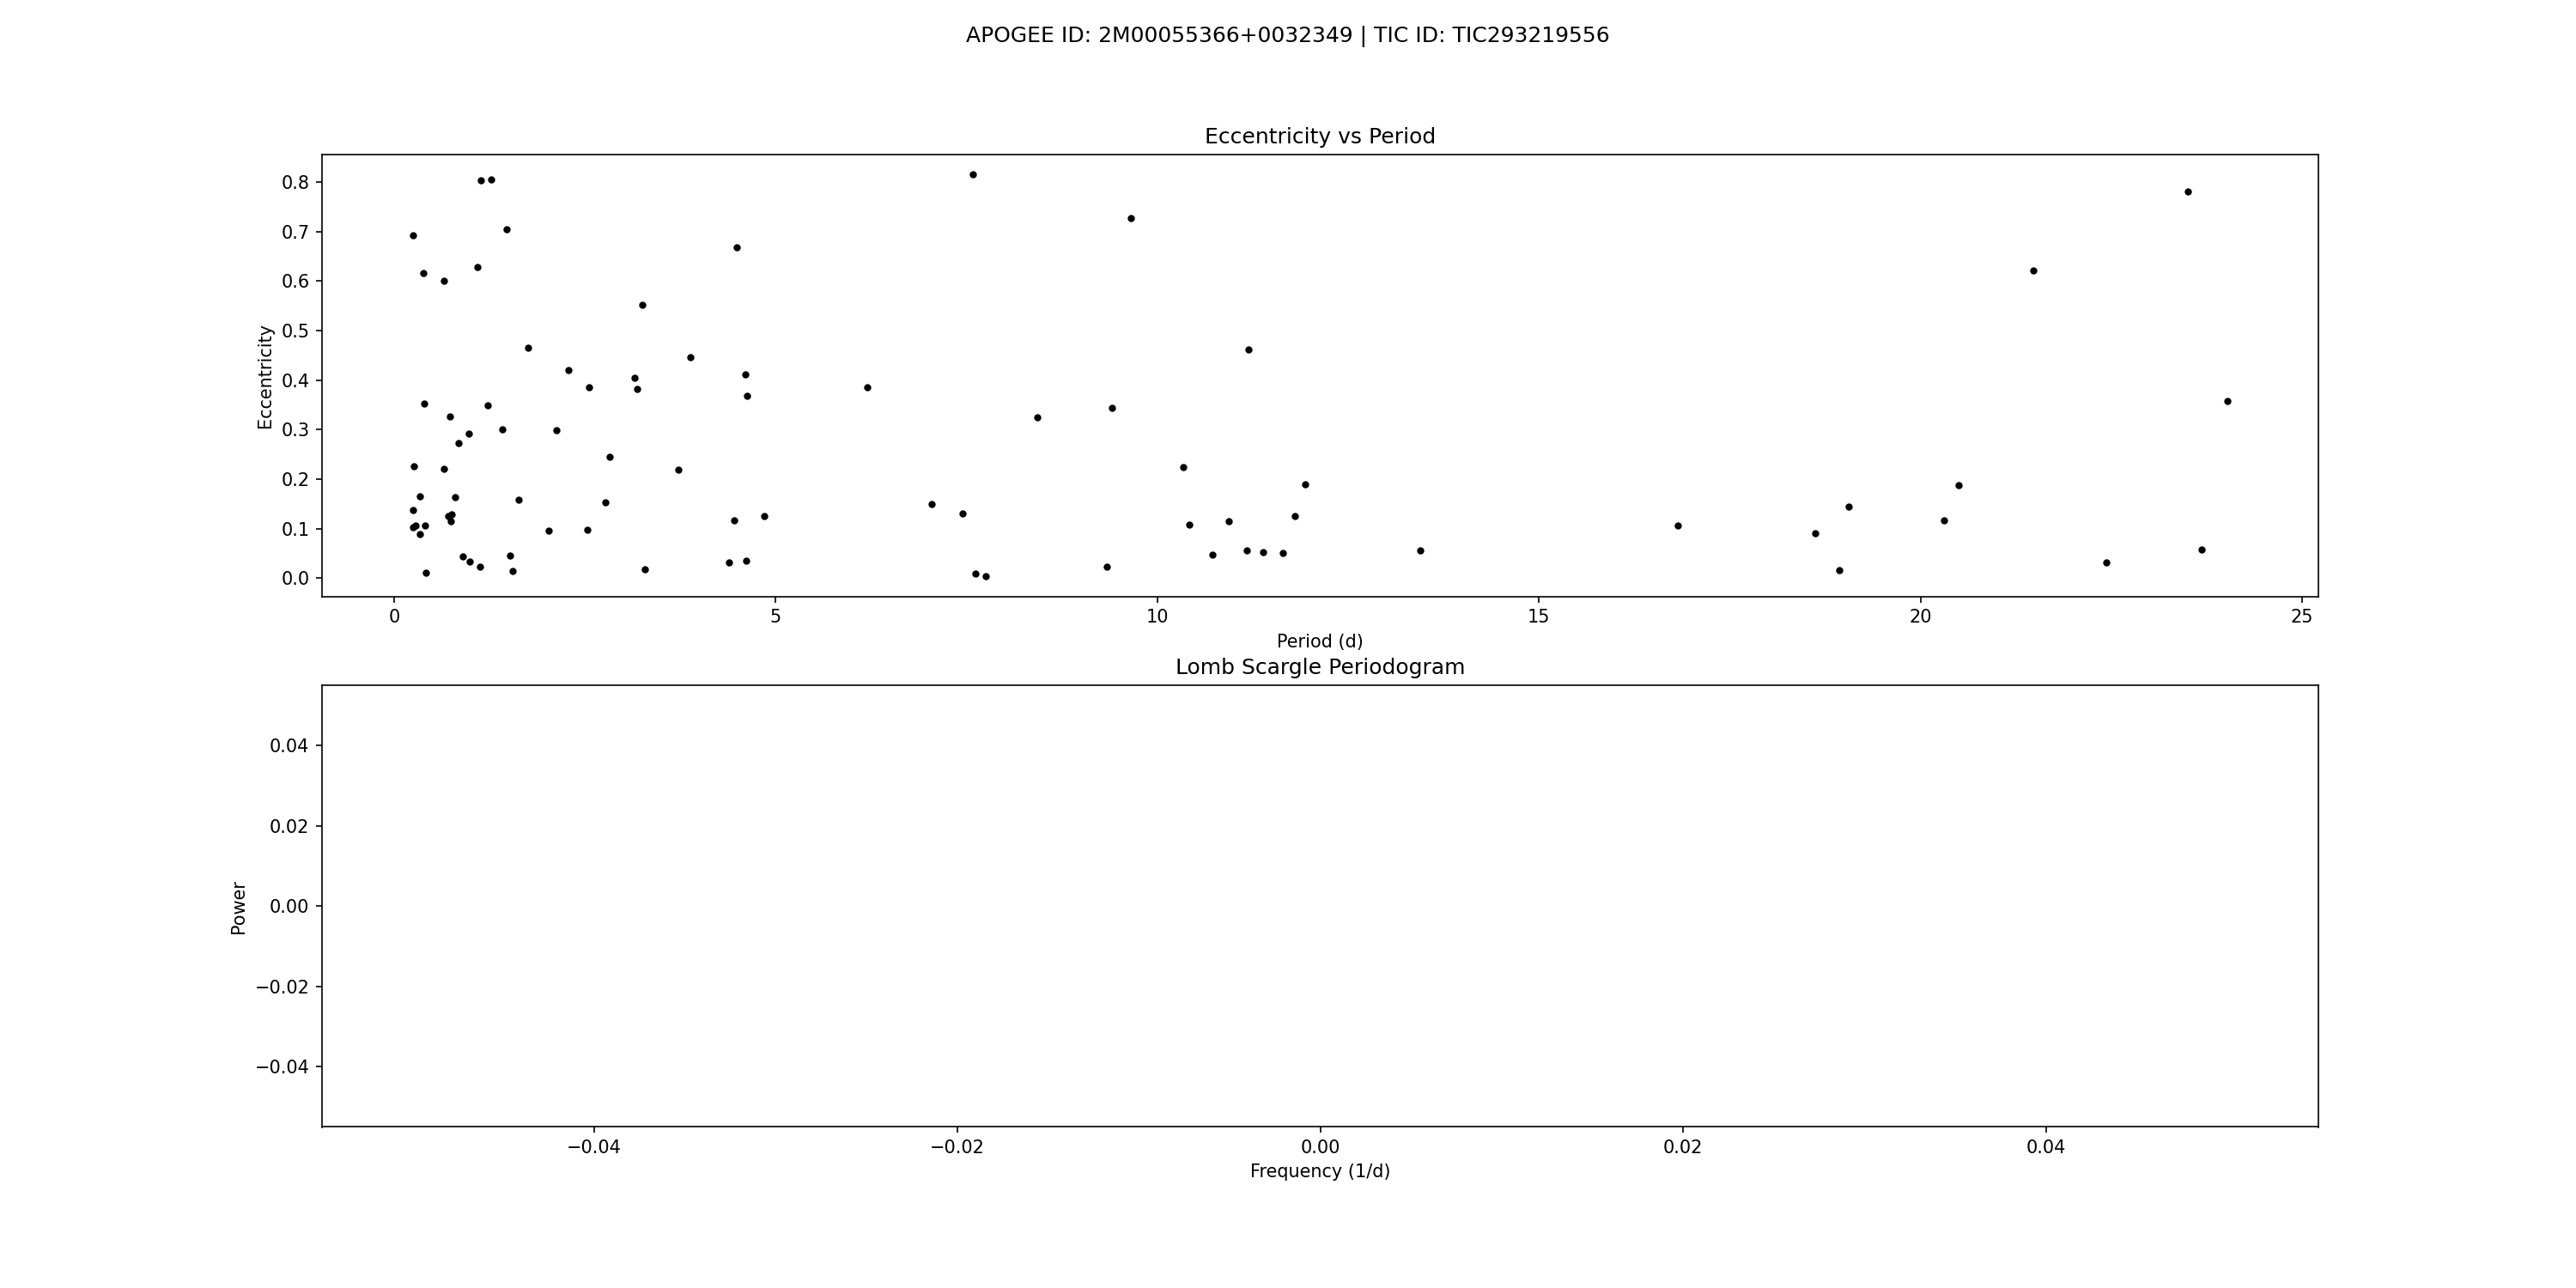 APOGEE ID: 2M00055366+0032349 | TIC ID: TIC293219556
Eccentricity vs Period
0.8
0.7
0.6
0.5
0.4
0.3
0.2
0.1
0.0
Eccentricity
0 5 10 15 20 25
Period (d)
Lomb Scargle Periodogram
0.04
0.02
0.00
−0.02
−0.04
Power
−0.04 −0.02 0.00 0.02 0.04
Frequency (1/d)